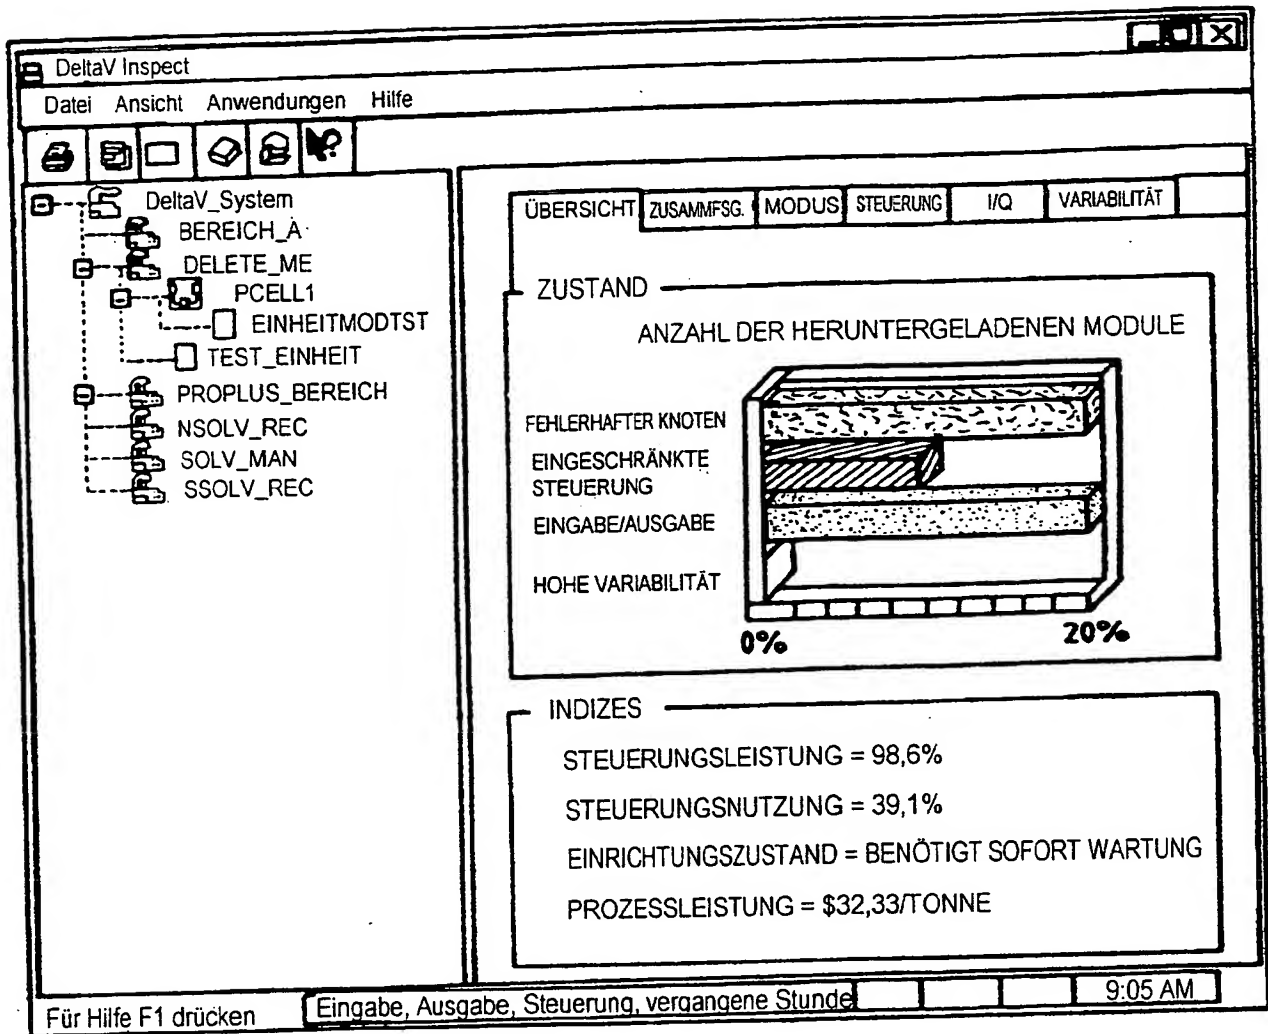 DeltaV Inspect
Datei Ansicht Anwendungen Hilfe
DeltaV_System
BEREICH_A
DELETE_ME
PCELL1
EINHEITMODTST
TEST_EINHEIT
PROPLUS_BEREICH
NSOLV_REC
SOLV_MAN
SSOLV_REC
ÜBERSICHT ZUSAMMFSG. MODUS STEUERUNG I/Q VARIABILITÄT
ZUSTAND
ANZAHL DER HERUNTERGELADENEN MODULE
FEHLERHAFTER KNOTEN
EINGESCHRÄNKTE
STEUERUNG
EINGABE/AUSGABE
HOHE VARIABILITÄT
0% 20%
INDIZES
STEUERUNGSLEISTUNG = 98,6%
STEUERUNGSNUTZUNG = 39,1%
EINRICHTUNGSZUSTAND = BENÖTIGT SOFORT WARTUNG
PROZESSLEISTUNG = $32,33/TONNE
Für Hilfe F1 drücken Eingabe, Ausgabe, Steuerung, vergangene Stunde 9:05 AM